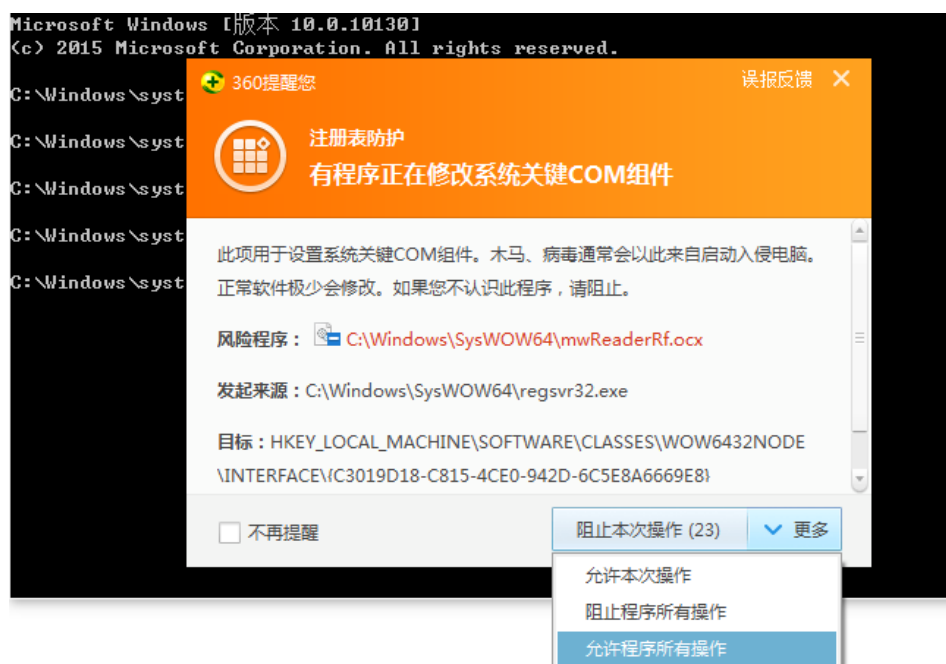 Microsoft Windows [版本 10.0.10130]
(c) 2015 Microsoft Corporation. All rights reserved.
C:\Windows\syst
C:\Windows\syst
C:\Windows\syst
C:\Windows\syst
C:\Windows\syst
360提醒您
误报反馈
注册表防护
有程序正在修改系统关键COM组件
此项用于设置系统关键COM组件。木马、病毒通常会以此来自启动入侵电脑。
正常软件极少会修改。如果您不认识此程序，请阻止。
风险程序： C:\Windows\SysWOW64\mwReaderRf.ocx
发起来源：C:\Windows\SysWOW64\regsvr32.exe
目标：HKEY_LOCAL_MACHINE\SOFTWARE\CLASSES\WOW6432NODE
\INTERFACE\{C3019D18-C815-4CE0-942D-6C5E8A6669E8}
不再提醒
阻止本次操作 (23)
更多
允许本次操作
阻止程序所有操作
允许程序所有操作